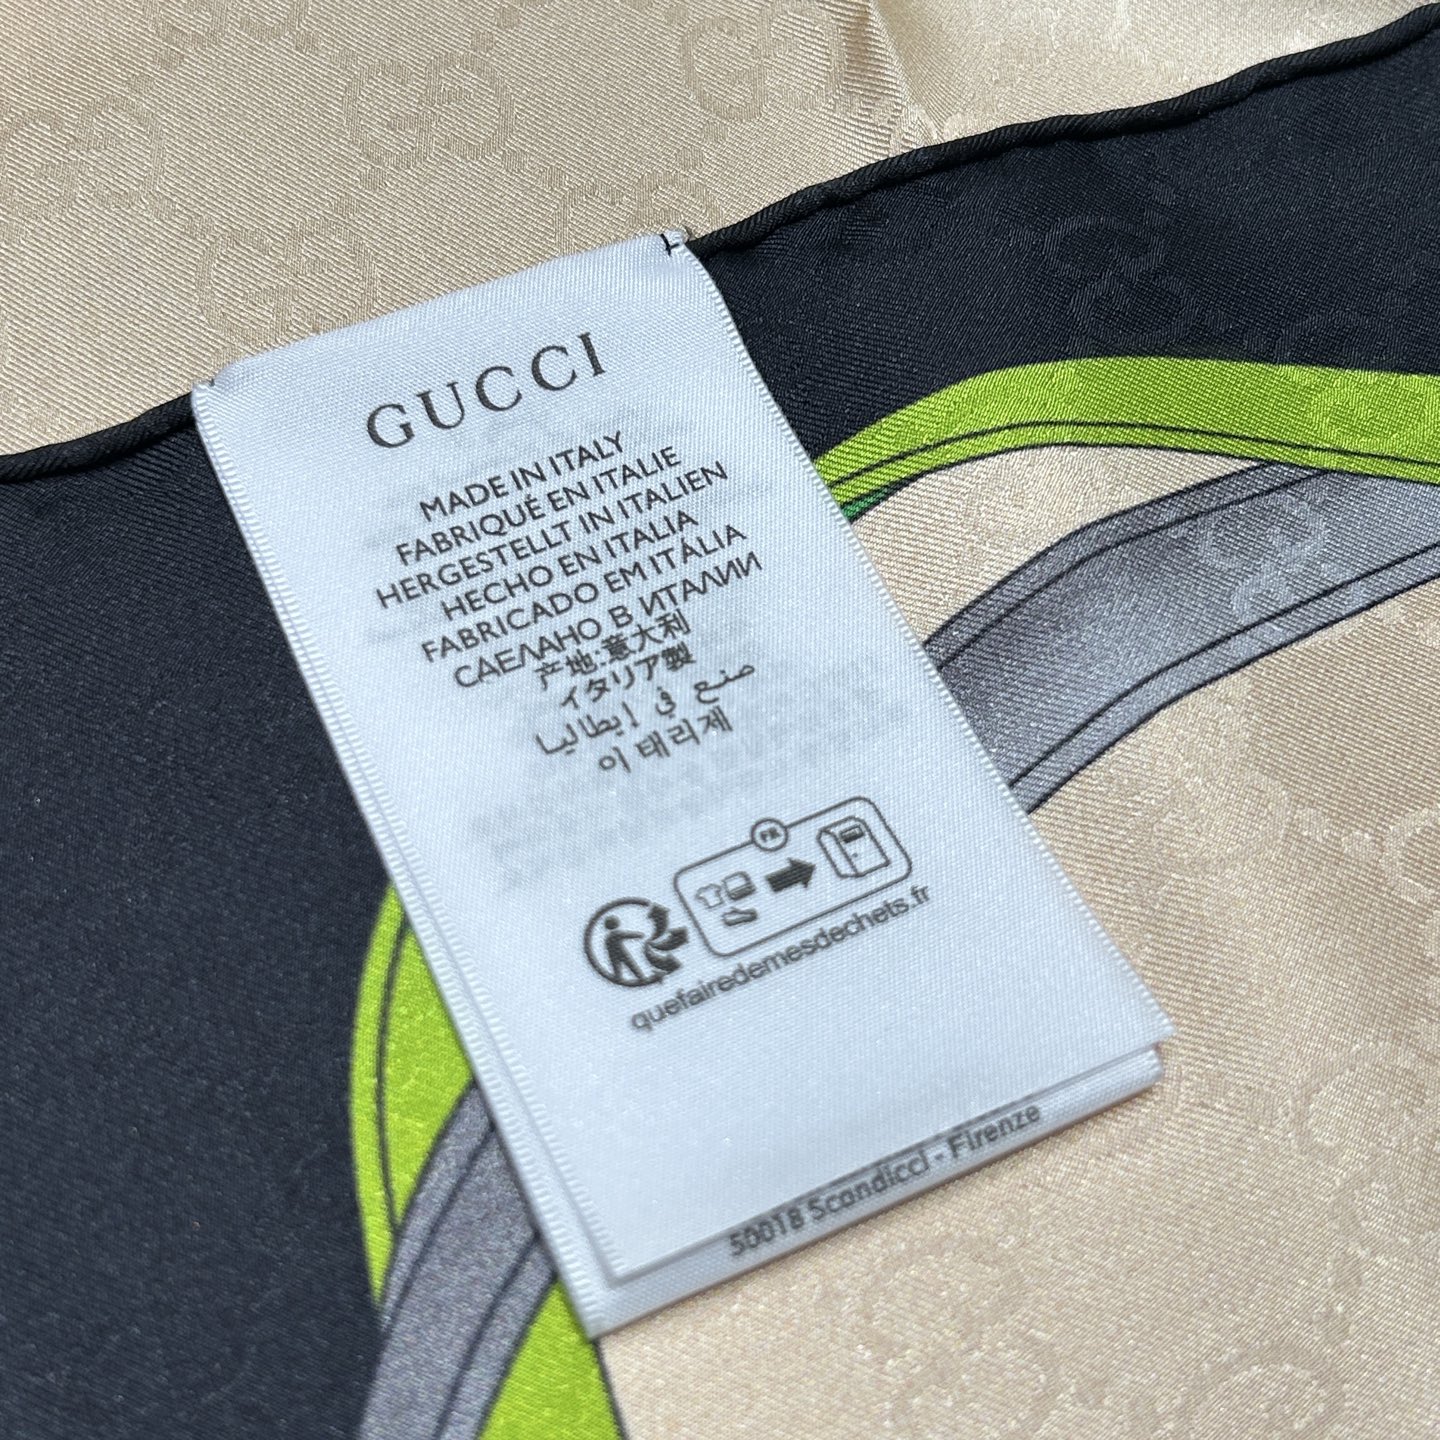 GUCCI
MADE IN ITALY
FABRIQUÉ EN ITALIE
HERGESTELLT IN ITALIEN
HECHO EN ITALIA
FABRICADO EM ITÁLIA
СДЕЛАНО В ИТАЛИИ
产地:意大利
イタリア製
صنع في إيطاليا
이태리제
FR
quefairedemesdechets.fr
50018 Scandicci - Firenze